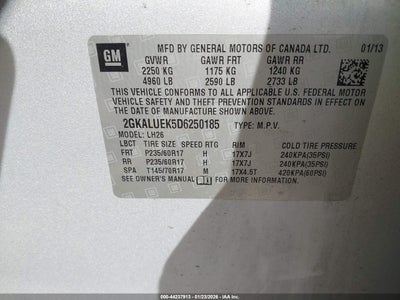 GM
MFD BY GENERAL MOTORS OF CANADA LTD. 01/13
GVWR GAWR FRT GAWR RR
2250 KG 1175 KG 1240 KG
4960 LB 2590 LB 2733 LB
THIS VEHICLE CONFORMS TO ALL APPLICABLE U.S. FEDERAL MOTOR
VEHICLE SAFETY AND THEFT PREVENTION STANDARDS IN EFFECT ON
THE DATE OF MANUFACTURE SHOWN ABOVE.
2GKALUEK5D6250185 TYPE: M.P.V.
MODEL: LH26
LBCT TIRE SIZE SPEED RTG RIM COLD TIRE PRESSURE
FRT P235/60R17 H 17X7J 240KPA(35PSI)
RR P235/60R17 H 17X7J 240KPA(35PSI)
SPA T145/70R17 M 17X4.5T 420KPA(60PSI)
SEE OWNER'S MANUAL FOR ADDITIONAL INFORMATION
000-44237913 - 01/23/2026 - IAA Inc.